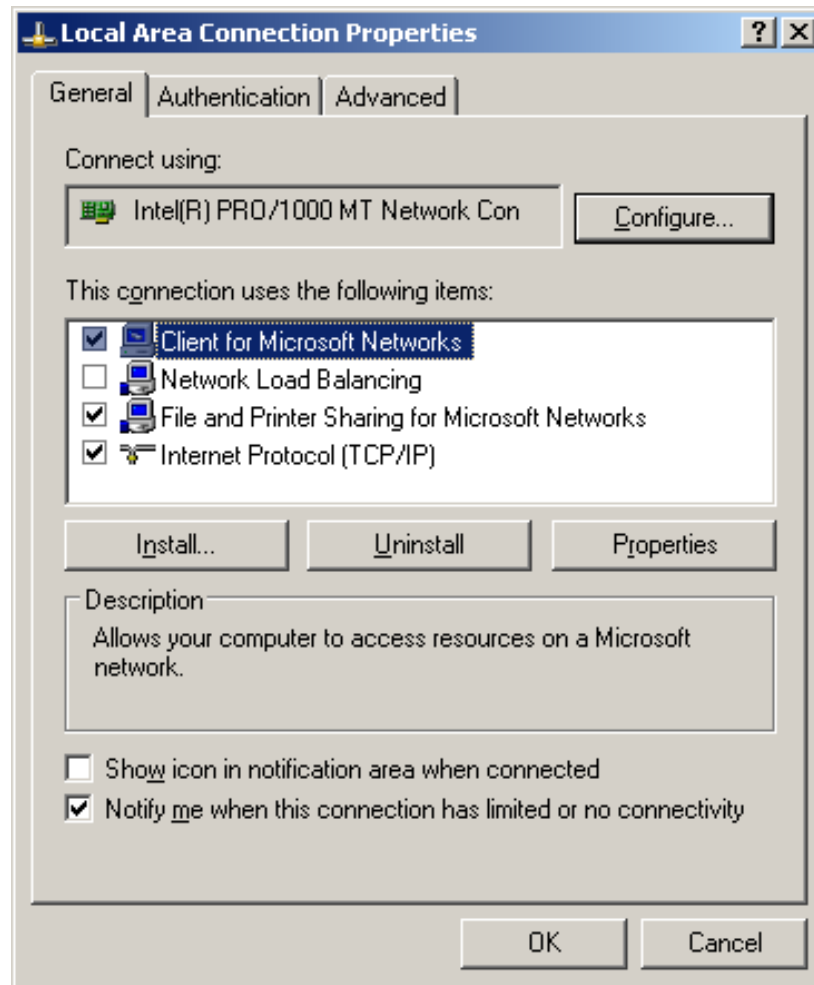 Local Area Connection Properties
General Authentication Advanced
Connect using:
Intel(R) PRO/1000 MT Network Con
Configure...
This connection uses the following items:
Client for Microsoft Networks
Network Load Balancing
File and Printer Sharing for Microsoft Networks
Internet Protocol (TCP/IP)
Install... Uninstall Properties
Description
Allows your computer to access resources on a Microsoft
network.
Show icon in notification area when connected
Notify me when this connection has limited or no connectivity
OK Cancel